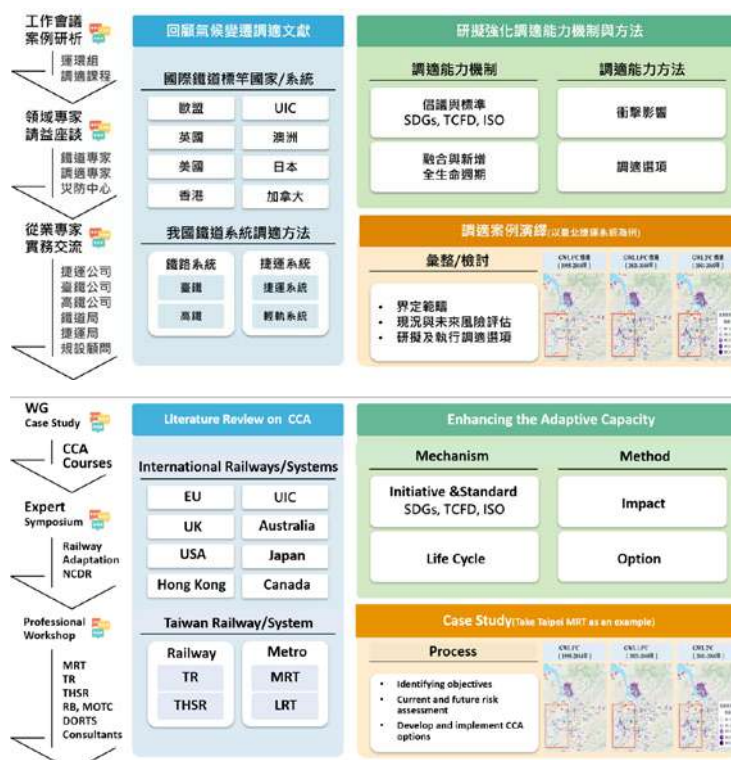 工作會議
案例研析
運環組
調適課程
領域專家
請益座談
鐵道專家
調適專家
災防中心
從業專家
實務交流
捷運公司
臺鐵公司
高鐵公司
鐵道局
捷運局
規設顧問
回顧氣候變遷調適文獻
國際鐵道標竿國家/系統
歐盟
UIC
英國
澳洲
美國
日本
香港
加拿大
我國鐵道系統調適方法
鐵路系統
捷運系統
臺鐵
捷運系統
高鐵
輕軌系統
研擬強化調適能力機制與方法
調適能力機制
調適能力方法
倡議與標準
SDGs, TCFD, ISO
衝擊影響
融合與新增
全生命週期
調適選項
調適案例演繹(以臺北捷運系統為例)
彙整/檢討
• 界定範疇
• 現況與未來風險評估
• 研擬及執行調適選項
WG
Case Study
CCA
Courses
Expert
Symposium
Railway
Adaptation
NCDR
Professional
Workshop
MRT
TR
THSR
RB, MOTC
DORTS
Consultants
Literature Review on CCA
International Railways/Systems
EU
UIC
UK
Australia
USA
Japan
Hong Kong
Canada
Taiwan Railway/System
Railway
Metro
TR
MRT
THSR
LRT
Enhancing the Adaptive Capacity
Mechanism
Method
Initiative &Standard
SDGs, TCFD, ISO
Impact
Life Cycle
Option
Case Study(Take Taipei MRT as an example)
Process
• Identifying objectives
• Current and future risk
assessment
• Develop and implement CCA
options